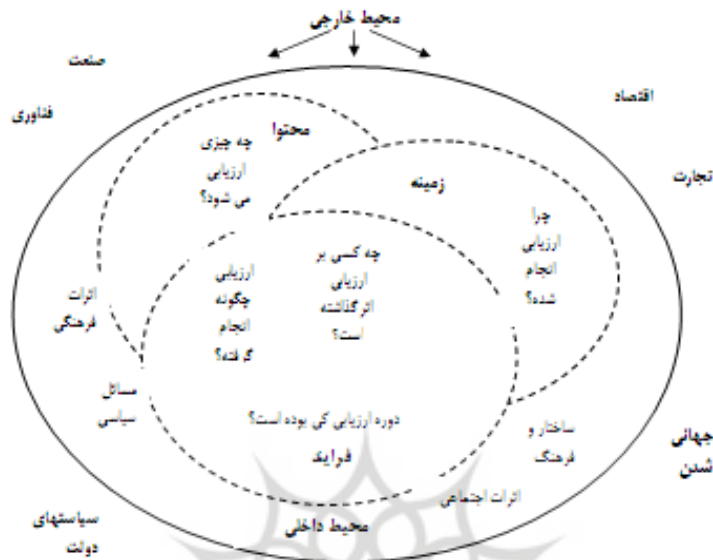 محیط خارجی
صنعت
فناوری
اقتصاد
تجارت
محتوا
چه چیزی
ارزیابی
می شود؟
زمینه
چرا
ارزیابی
انجام
شده؟
چه کسی بر
ارزیابی
اثرگذاشته
است؟
ارزیابی
چگونه
انجام
گرفته؟
اثرات
فرهنگی
مسائل
سیاسی
دوره ارزیابی کی بوده است؟
فرایند
ساختار و
فرهنگ
جهانی
شدن
اثرات اجتماعی
محیط داخلی
سیاستهای
دولت